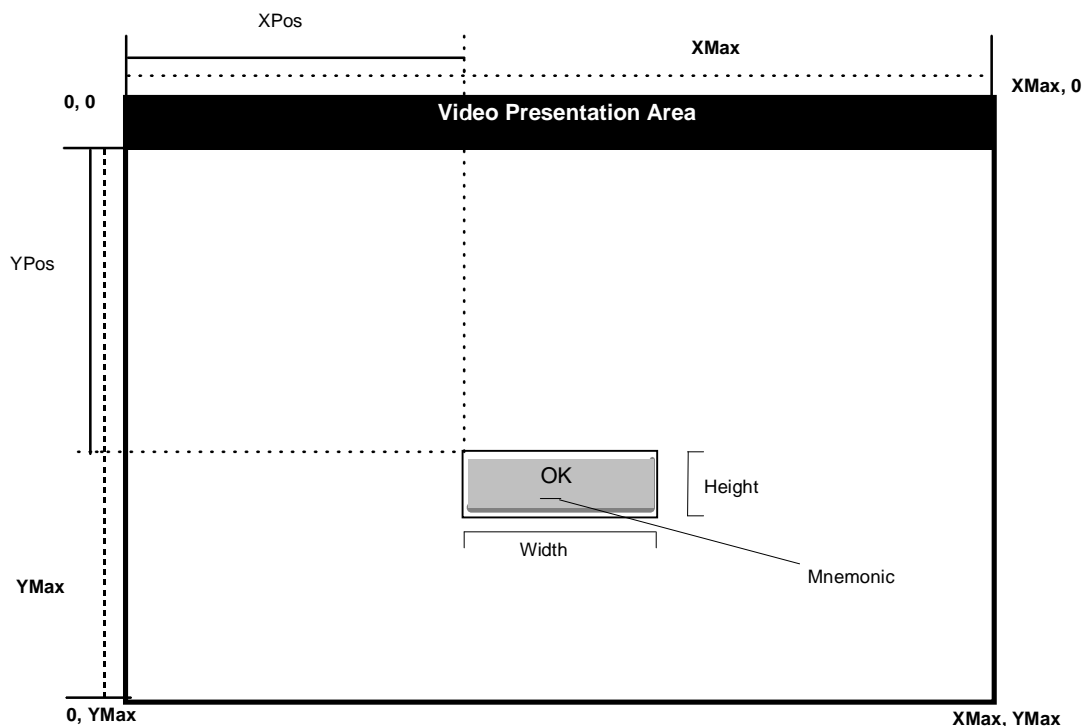 XPos
XMax
XMax, 0
0, 0
Video Presentation Area
YPos
OK
Height
Width
Mnemonic
YMax
0, YMax
XMax, YMax